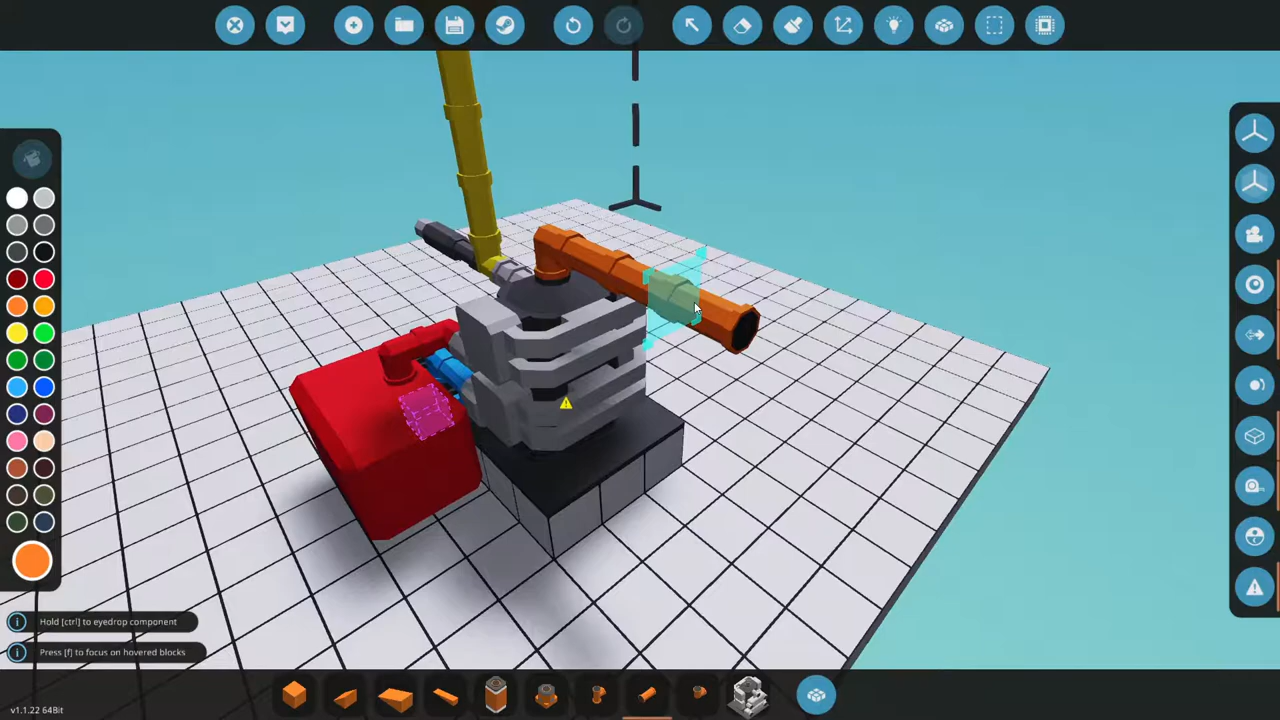 Hold [ctrl] to eyedrop component
Press [f] to focus on hovered blocks
v1.1.22 64Bit